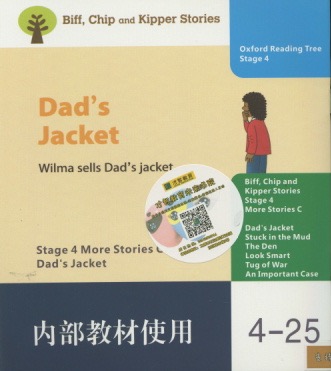 Biff, Chip and Kipper Stories
Oxford Reading Tree
Stage 4
Dad's
Jacket
Wilma sells Dad's jacket
Biff, Chip and
Kipper Stories
Stage 4
More Stories C
Dad's Jacket
Stuck in the Mud
The Den
Look Smart
Tug of War
An Important Case
Stage 4 More Stories C
Dad's Jacket
内部教材使用
4-25